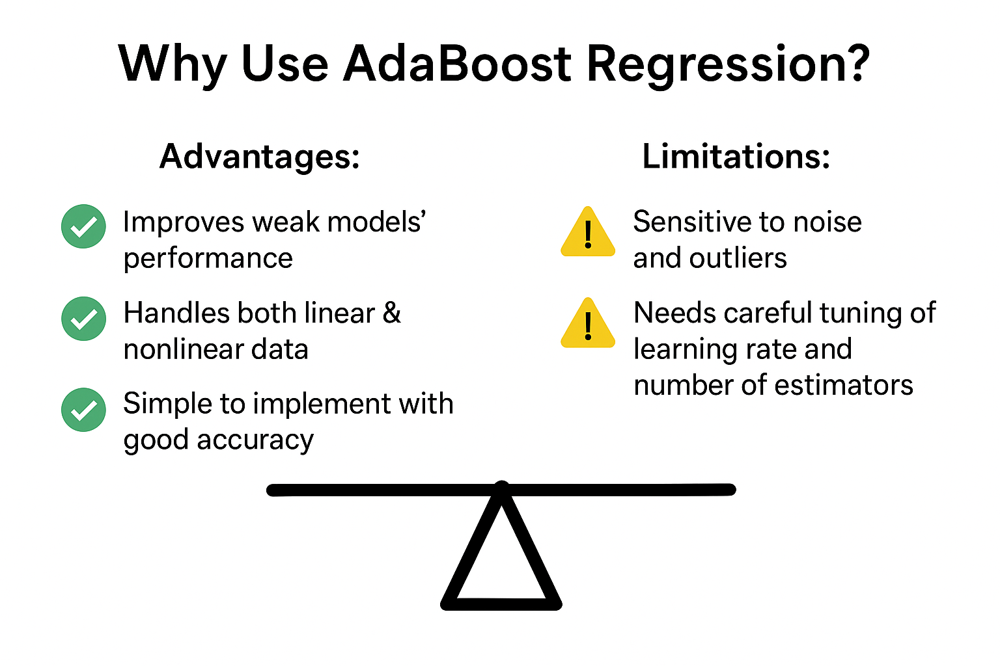 Why Use AdaBoost Regression?
Advantages:
Improves weak models’
performance
Handles both linear &
nonlinear data
Simple to implement with
good accuracy
Limitations:
Sensitive to noise
and outliers
Needs careful tuning of
learning rate and
number of estimators